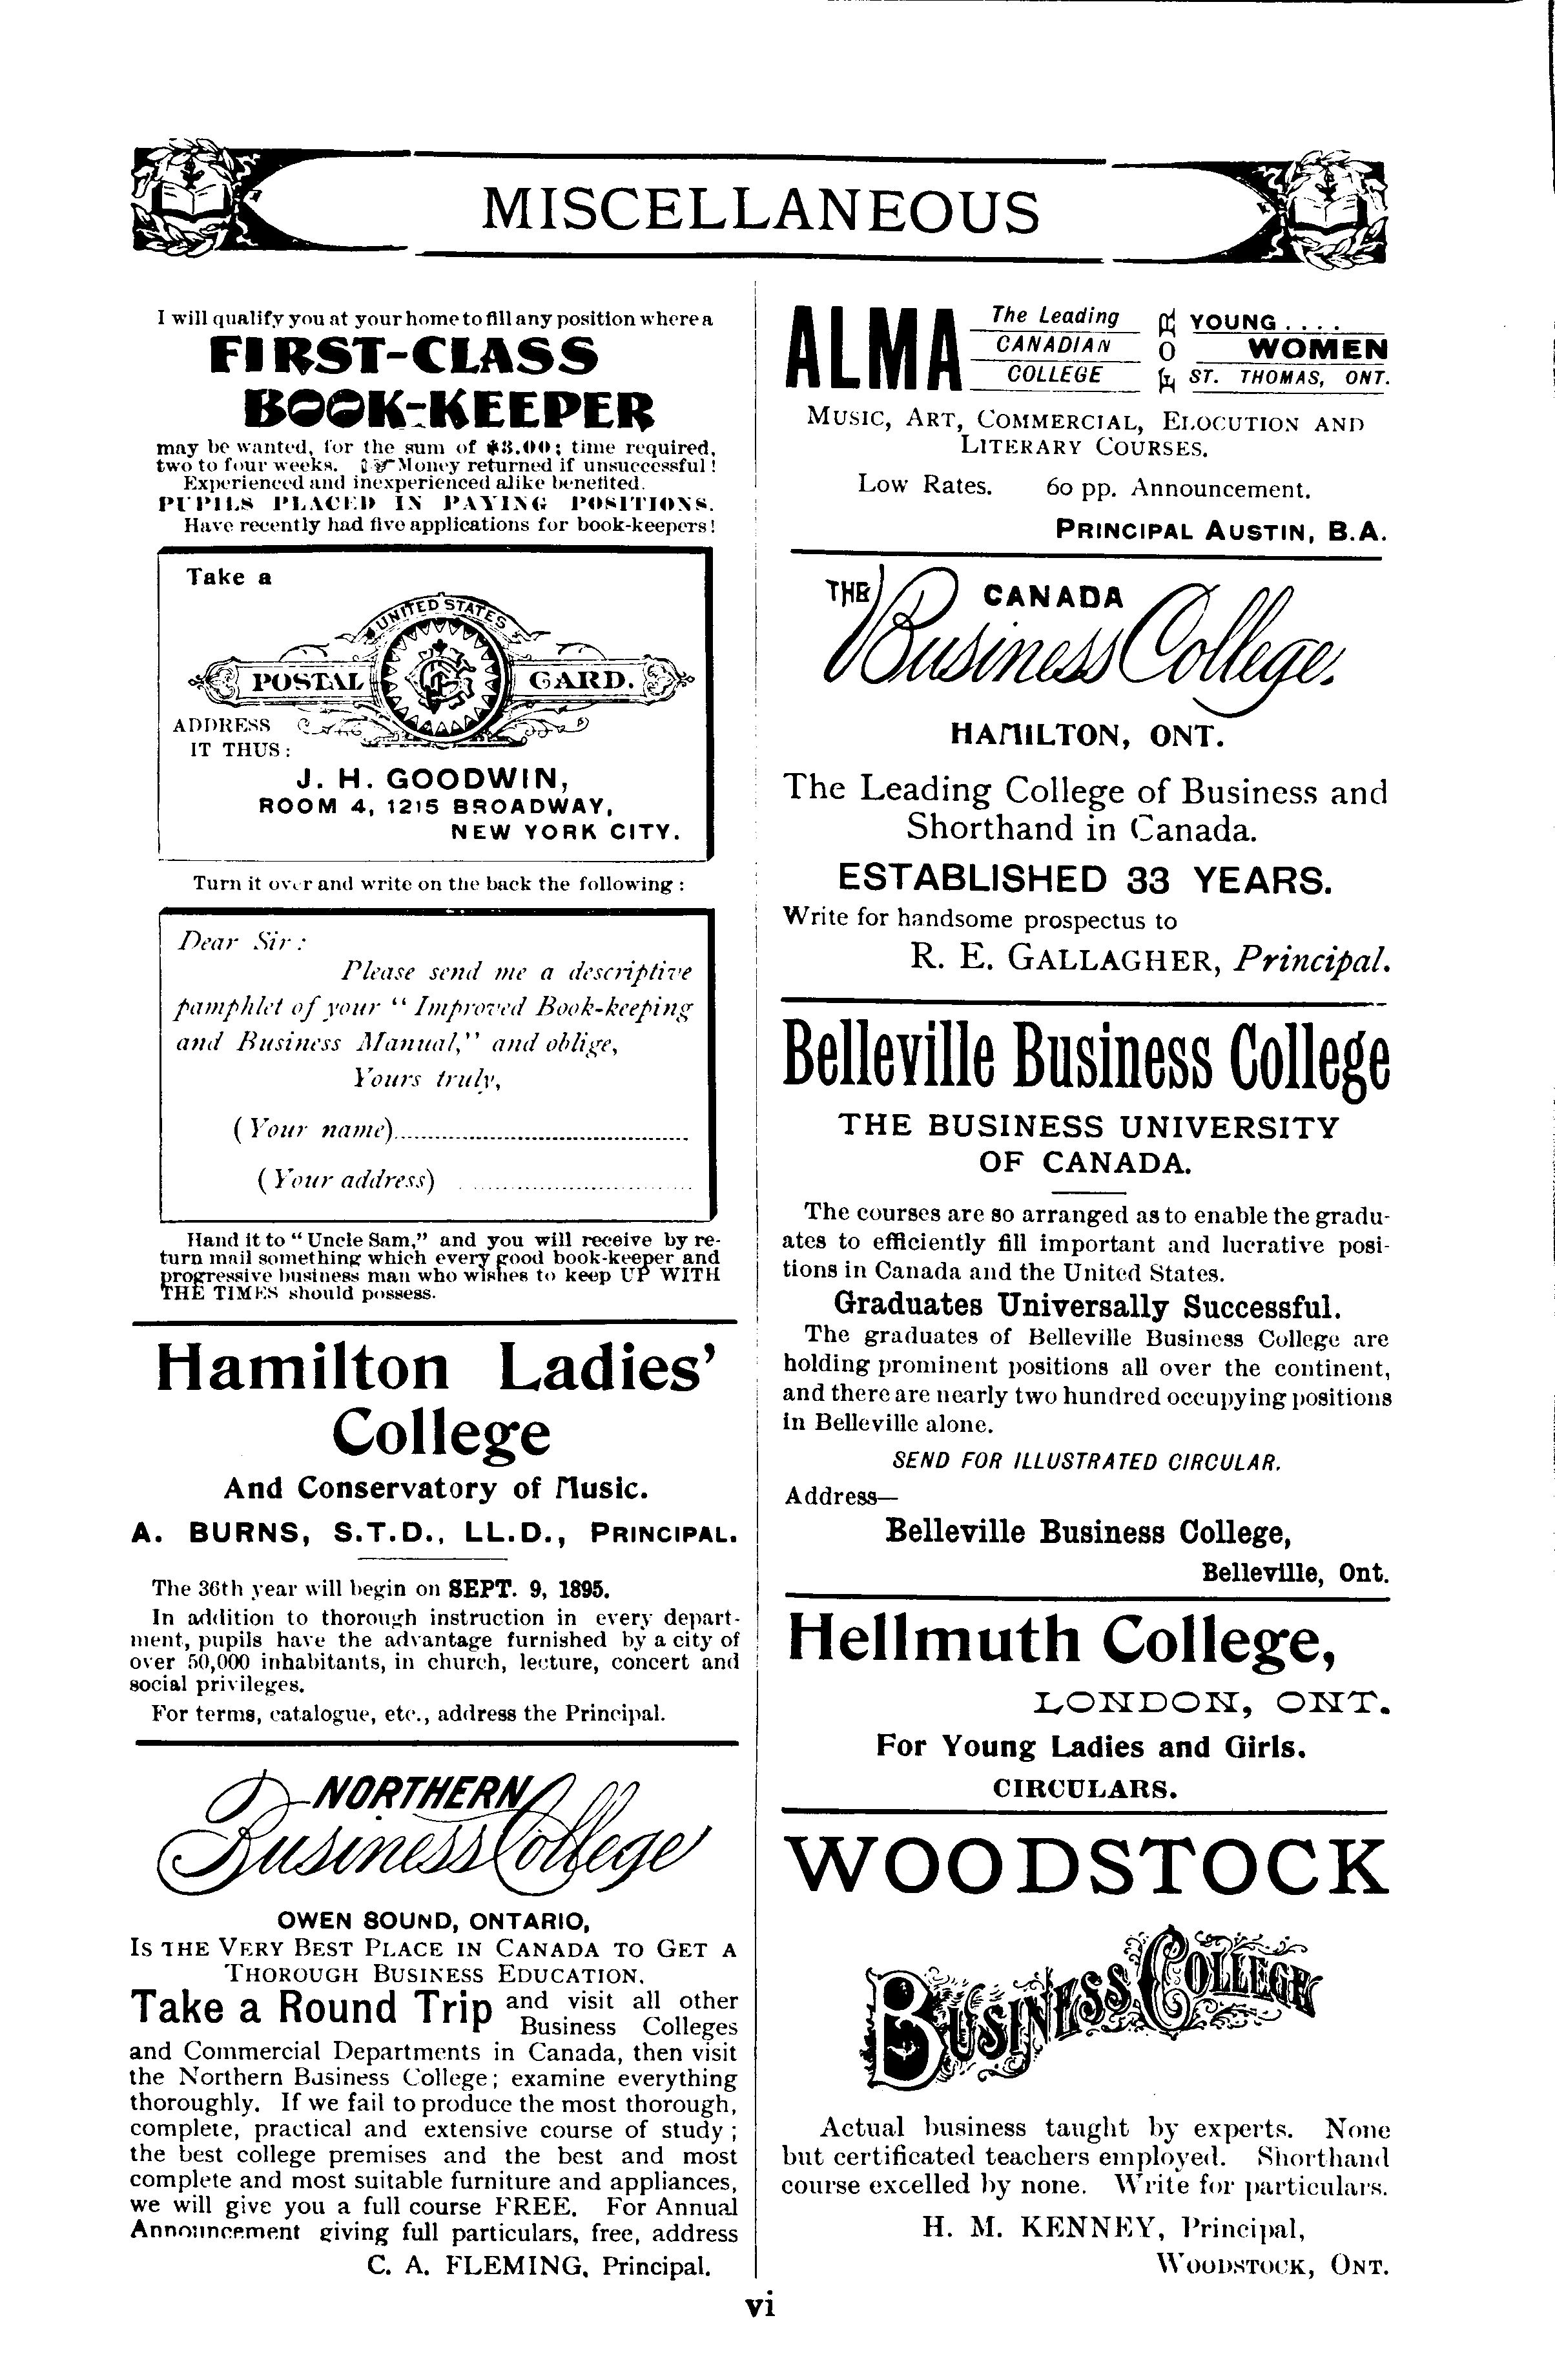 MISCELLANEOUS
I will qualify you at your home to fill any position where a
FIRST-CLASS
BOOK-KEEPER
may be wanted, for the sum of $3.00; time required,
two to four weeks. ☞Money returned if unsuccessful!
Experienced and inexperienced alike benefited.
PUPILS PLACED IN PAYING POSITIONS.
Have recently had five applications for book-keepers!
Take a
UNITED STATES
POSTAL CARD.
ADDRESS
IT THUS:
J. H. GOODWIN,
ROOM 4, 1215 BROADWAY,
NEW YORK CITY.
Turn it over and write on the back the following:
Dear Sir:
Please send me a descriptive
pamphlet of your "Improved Book-keeping
and Business Manual," and oblige,
Yours truly,
(Your name)
(Your address)
Hand it to "Uncle Sam," and you will receive by re-
turn mail something which every good book-keeper and
progressive business man who wishes to keep UP WITH
THE TIMES should possess.
Hamilton Ladies'
College
And Conservatory of Music.
A. BURNS, S.T.D., LL.D., PRINCIPAL.
The 36th year will begin on SEPT. 9, 1895.
In addition to thorough instruction in every depart-
ment, pupils have the advantage furnished by a city of
over 50,000 inhabitants, in church, lecture, concert and
social privileges.
For terms, catalogue, etc., address the Principal.
NORTHERN
Business College
OWEN SOUND, ONTARIO,
IS THE VERY BEST PLACE IN CANADA TO GET A
THOROUGH BUSINESS EDUCATION.
Take a Round Trip and visit all other
Business Colleges
and Commercial Departments in Canada, then visit
the Northern Business College; examine everything
thoroughly. If we fail to produce the most thorough,
complete, practical and extensive course of study;
the best college premises and the best and most
complete and most suitable furniture and appliances,
we will give you a full course FREE. For Annual
Announcement giving full particulars, free, address
C. A. FLEMING, Principal.
ALMA
The Leading
CANADIAN
COLLEGE
FOR
YOUNG....
WOMEN
ST. THOMAS, ONT.
MUSIC, ART, COMMERCIAL, ELOCUTION AND
LITERARY COURSES.
Low Rates. 60 pp. Announcement.
PRINCIPAL AUSTIN, B.A.
THE CANADA
Business College.
HAMILTON, ONT.
The Leading College of Business and
Shorthand in Canada.
ESTABLISHED 33 YEARS.
Write for handsome prospectus to
R. E. GALLAGHER, Principal.
Belleville Business College
THE BUSINESS UNIVERSITY
OF CANADA.
The courses are so arranged as to enable the gradu-
ates to efficiently fill important and lucrative posi-
tions in Canada and the United States.
Graduates Universally Successful.
The graduates of Belleville Business College are
holding prominent positions all over the continent,
and there are nearly two hundred occupying positions
in Belleville alone.
SEND FOR ILLUSTRATED CIRCULAR.
Address—
Belleville Business College,
Belleville, Ont.
Hellmuth College,
LONDON, ONT.
For Young Ladies and Girls.
CIRCULARS.
WOODSTOCK
BUSINESS COLLEGE
Actual business taught by experts. None
but certificated teachers employed. Shorthand
course excelled by none. Write for particulars.
H. M. KENNEY, Principal,
WOODSTOCK, ONT.
vi